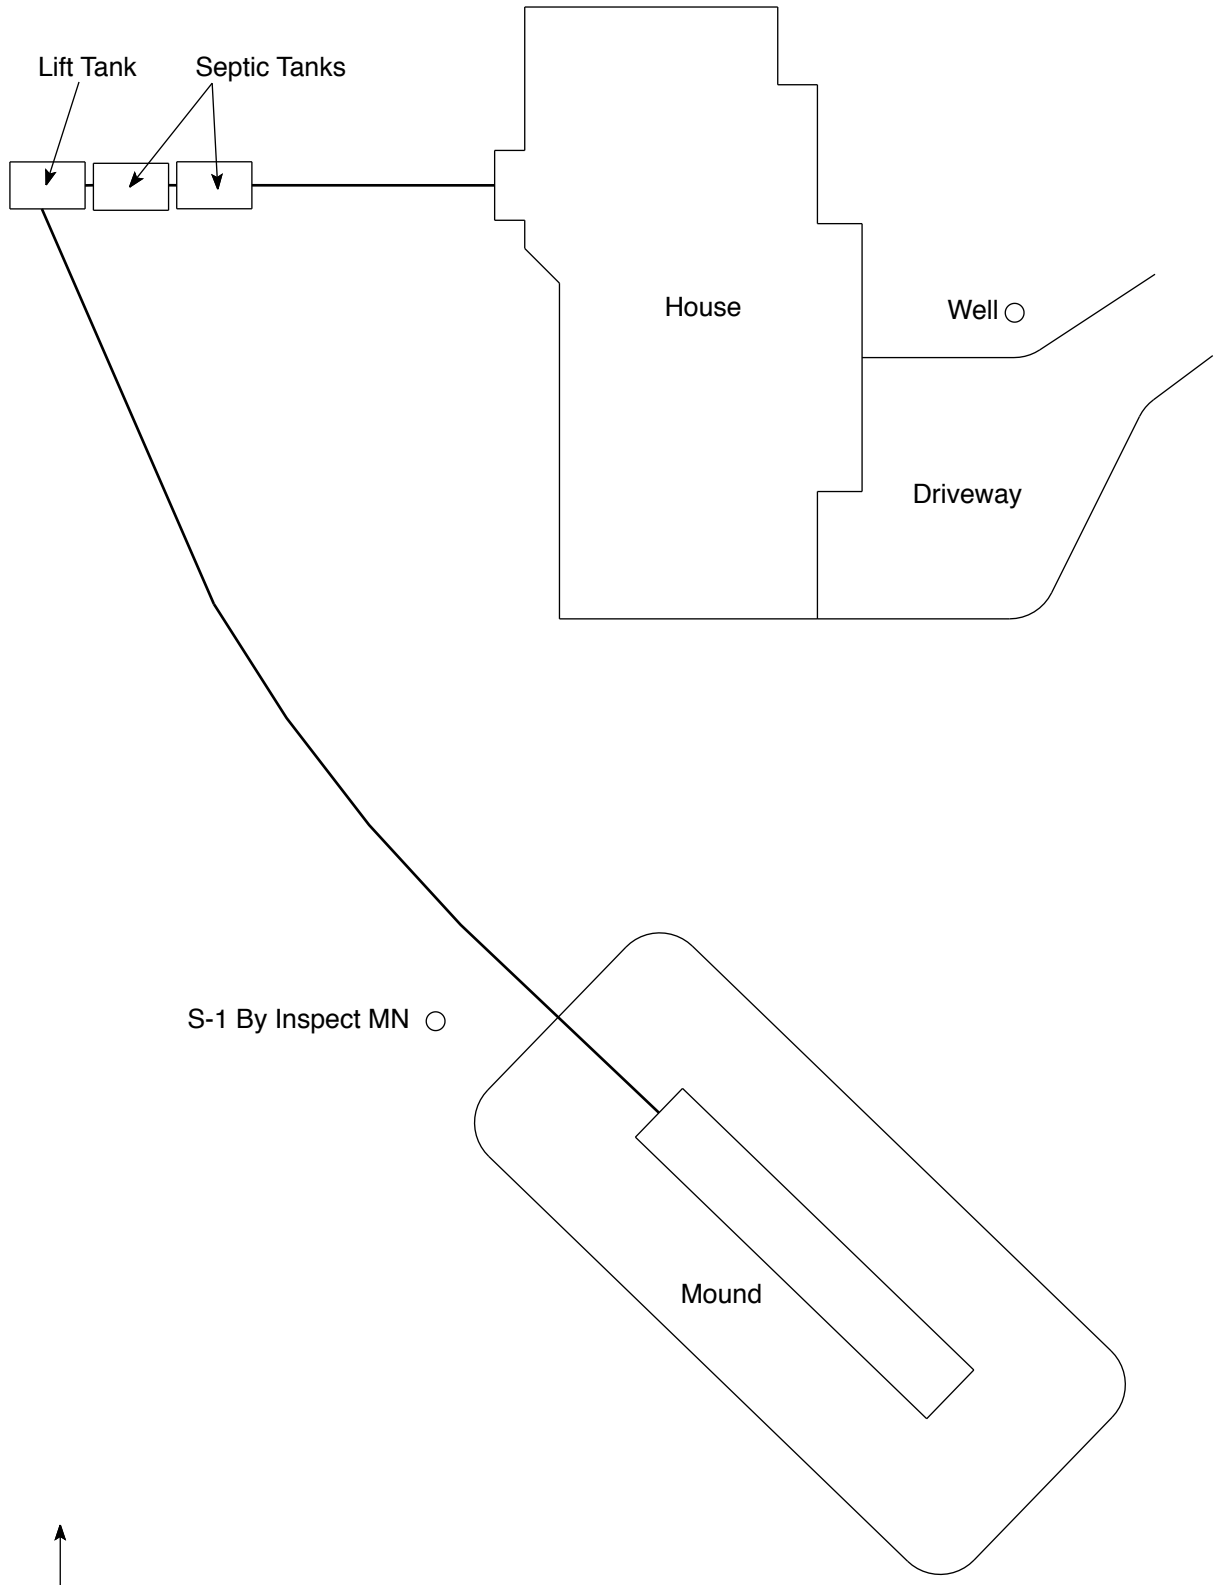 Lift Tank
Septic Tanks
House
Well
Driveway
S-1 By Inspect MN
Mound